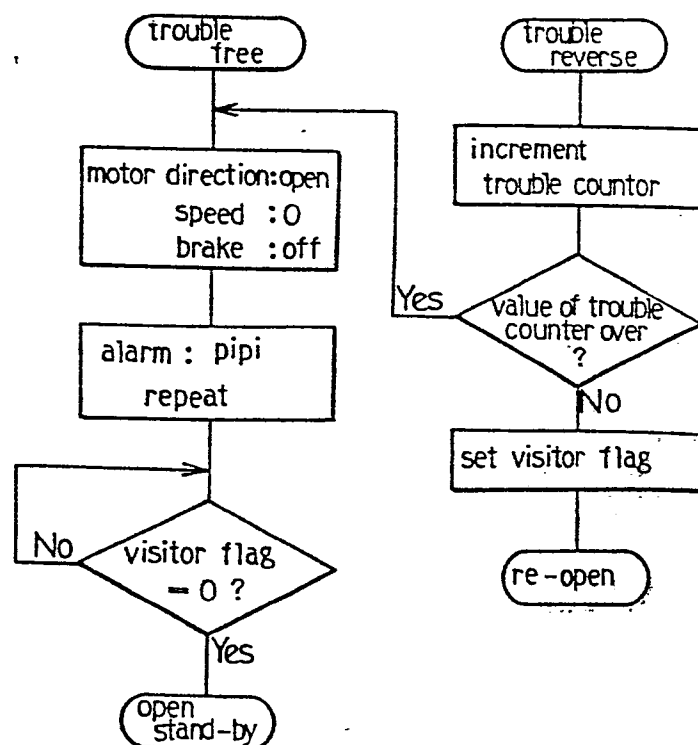 trouble
free
motor direction:open
speed :0
brake :off
alarm : pipi
repeat
No
visitor flag
= 0 ?
Yes
open
stand-by
trouble
reverse
increment
trouble countor
Yes
value of trouble
counter over
?
No
set visitor flag
re-open